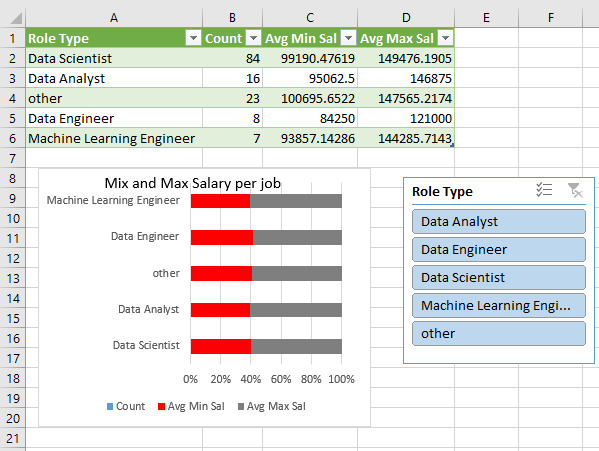 A B C D E F
1 Role Type Count Avg Min Sal Avg Max Sal
2 Data Scientist 84 99190.47619 149476.1905
3 Data Analyst 16 95062.5 146875
4 other 23 100695.6522 147565.2174
5 Data Engineer 8 84250 121000
6 Machine Learning Engineer 7 93857.14286 144285.7143
7
8
9
10
11
12
13
14
15
16
17
18
19
20
21
Mix and Max Salary per job
Machine Learning Engineer
Data Engineer
other
Data Analyst
Data Scientist
0% 20% 40% 60% 80% 100%
Count Avg Min Sal Avg Max Sal
Role Type
Data Analyst
Data Engineer
Data Scientist
Machine Learning Engi...
other